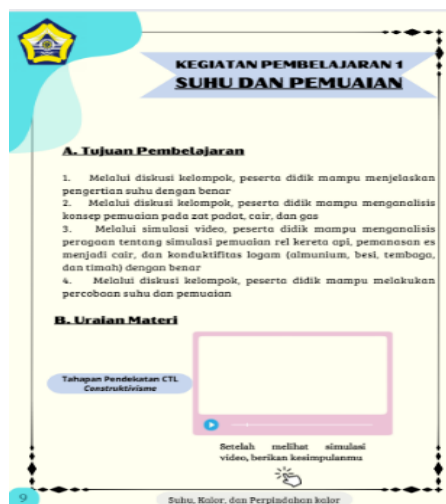 KEGIATAN PEMBELAJARAN 1
SUHU DAN PEMUAIAN
A. Tujuan Pembelajaran
1. Melalui diskusi kelompok, peserta didik mampu menjelaskan
pengertian suhu dengan benar
2. Melalui diskusi kelompok, peserta didik mampu menganalisis
konsep pemuaian pada zat padat, cair, dan gas
3. Melalui simulasi video, peserta didik mampu menganalisis
peragaan tentang simulasi pemuaian rel kereta api, pemanasan es
menjadi cair, dan konduktifitas logam (almunium, besi, tembaga,
dan timah) dengan benar
4. Melalui diskusi kelompok, peserta didik mampu melakukan
percobaan suhu dan pemuaian
B. Uraian Materi
Tahapan Pendekatan CTL
Construktivisme
Setelah melihat simulasi
video, berikan kesimpulanmu
9
Suhu, Kalor, dan Perpindahan kalor